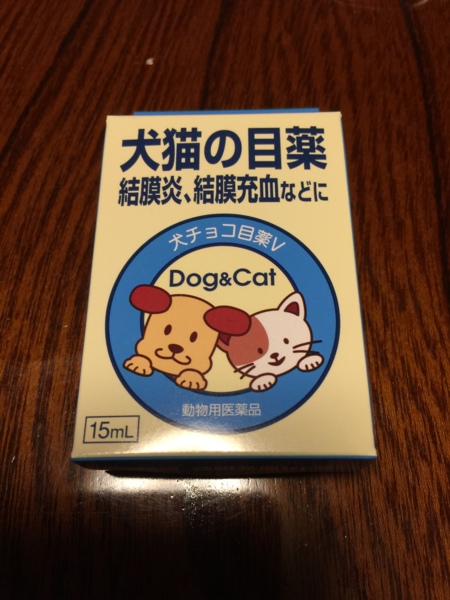 犬猫の目薬
結膜炎、結膜充血などに
犬チョコ目薬V
Dog&Cat
動物用医薬品
15mL